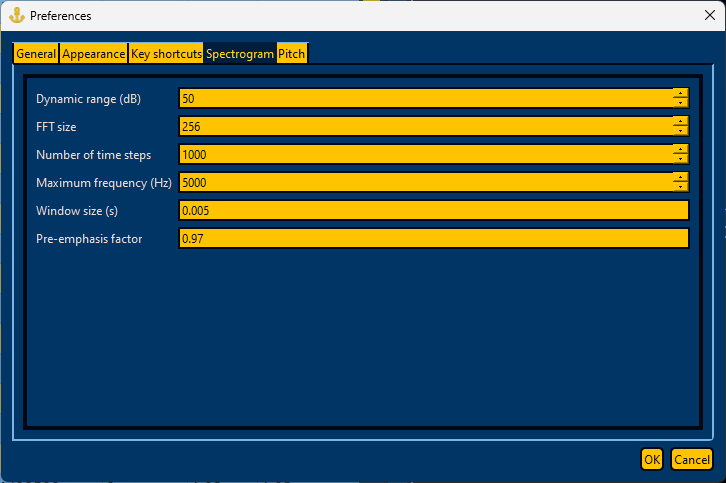 Preferences
General Appearance Key shortcuts Spectrogram Pitch
Dynamic range (dB) 50
FFT size 256
Number of time steps 1000
Maximum frequency (Hz) 5000
Window size (s) 0.005
Pre-emphasis factor 0.97
OK Cancel